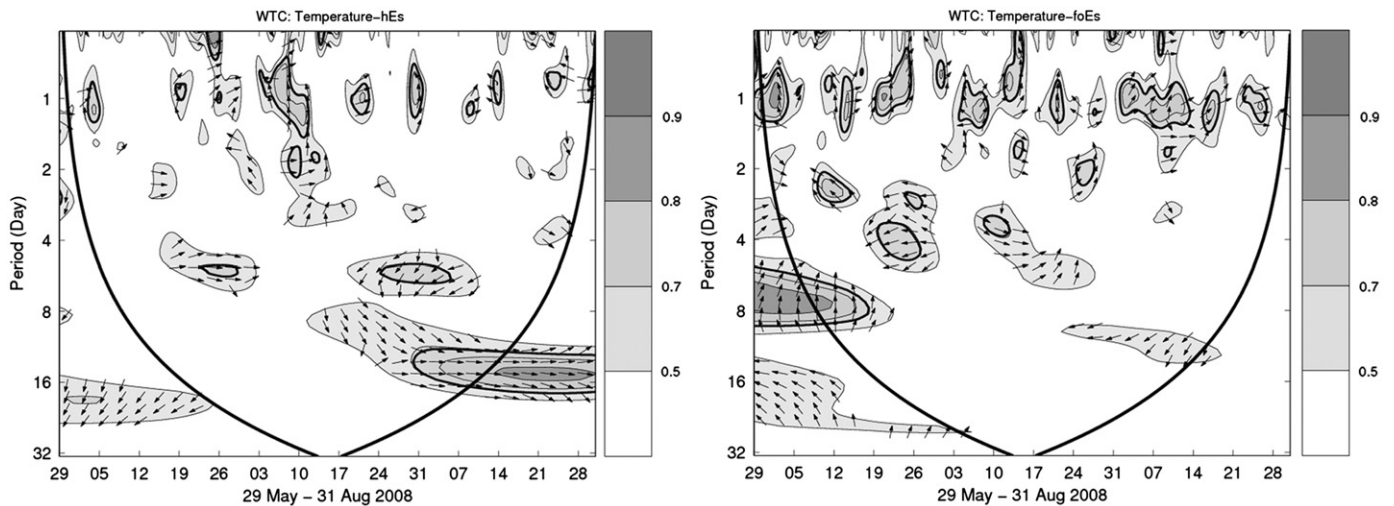 WTC: Temperature−hEs
Period (Day)
1
2
4
8
16
32
29 05 12 19 26 03 10 17 24 31 07 14 21 28
29 May − 31 Aug 2008
0.9
0.8
0.7
0.5
WTC: Temperature−foEs
Period (Day)
1
2
4
8
16
32
29 05 12 19 26 03 10 17 24 31 07 14 21 28
29 May − 31 Aug 2008
0.9
0.8
0.7
0.5